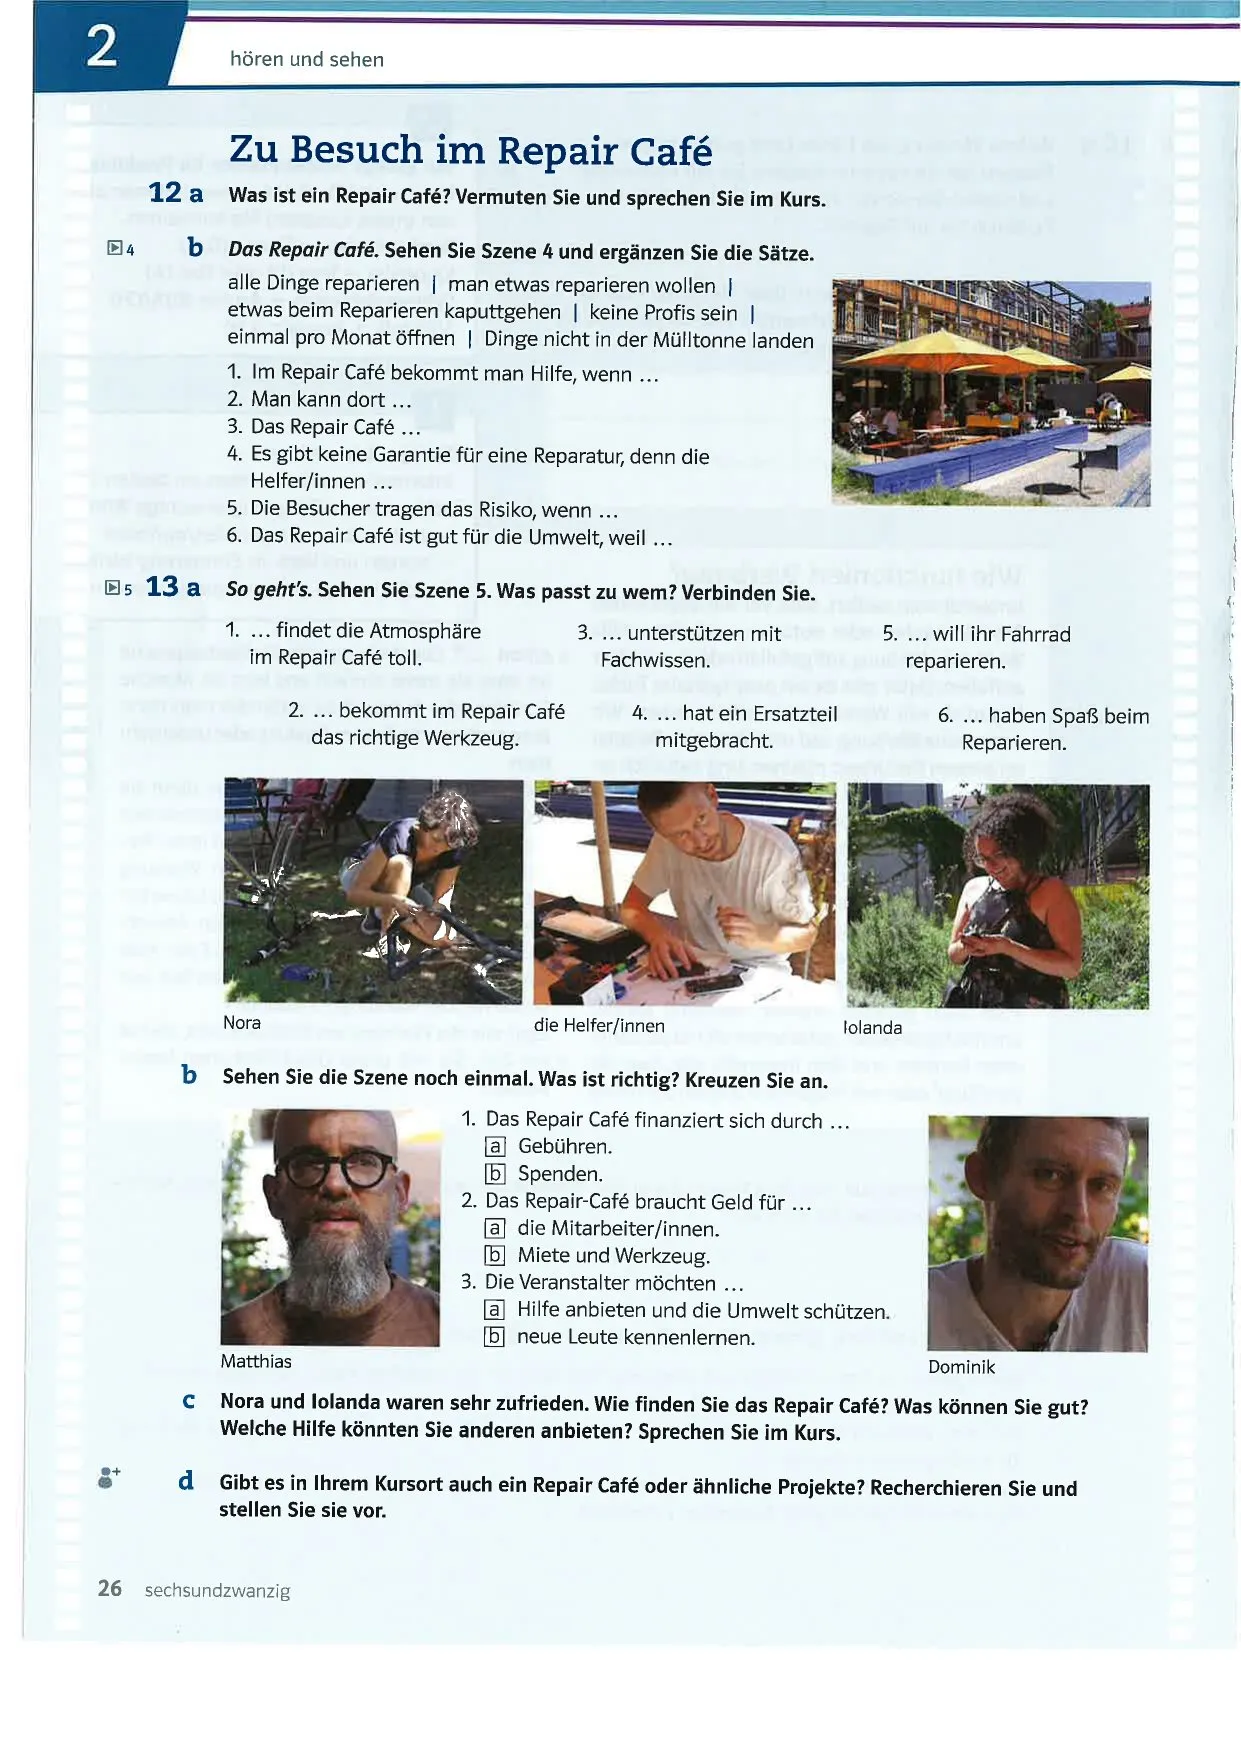 2
hören und sehen
Zu Besuch im Repair Café
12 a Was ist ein Repair Café? Vermuten Sie und sprechen Sie im Kurs.
4 b Das Repair Café. Sehen Sie Szene 4 und ergänzen Sie die Sätze.
alle Dinge reparieren | man etwas reparieren wollen |
etwas beim Reparieren kaputtgehen | keine Profis sein |
einmal pro Monat öffnen | Dinge nicht in der Mülltonne landen
1. Im Repair Café bekommt man Hilfe, wenn ...
2. Man kann dort ...
3. Das Repair Café ...
4. Es gibt keine Garantie für eine Reparatur, denn die
Helfer/innen ...
5. Die Besucher tragen das Risiko, wenn ...
6. Das Repair Café ist gut für die Umwelt, weil ...
5 13 a So geht's. Sehen Sie Szene 5. Was passt zu wem? Verbinden Sie.
1. ... findet die Atmosphäre
im Repair Café toll.
3. ... unterstützen mit
Fachwissen.
5. ... will ihr Fahrrad
reparieren.
2. ... bekommt im Repair Café
das richtige Werkzeug.
4. ... hat ein Ersatzteil
mitgebracht.
6. ... haben Spaß beim
Reparieren.
Nora
die Helfer/innen
Iolanda
b Sehen Sie die Szene noch einmal. Was ist richtig? Kreuzen Sie an.
1. Das Repair Café finanziert sich durch ...
a Gebühren.
b Spenden.
2. Das Repair-Café braucht Geld für ...
a die Mitarbeiter/innen.
b Miete und Werkzeug.
3. Die Veranstalter möchten ...
a Hilfe anbieten und die Umwelt schützen.
b neue Leute kennenlernen.
Matthias
Dominik
c Nora und Iolanda waren sehr zufrieden. Wie finden Sie das Repair Café? Was können Sie gut?
Welche Hilfe könnten Sie anderen anbieten? Sprechen Sie im Kurs.
d Gibt es in Ihrem Kursort auch ein Repair Café oder ähnliche Projekte? Recherchieren Sie und
stellen Sie sie vor.
26 sechsundzwanzig